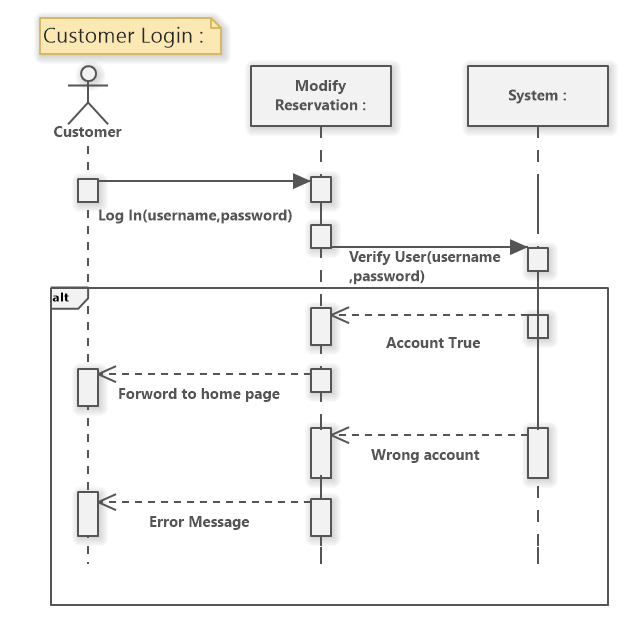 Customer Login :
Modify
Reservation :
System :
Customer
Log In(username,password)
Verify User(username
,password)
alt
Account True
Forword to home page
Wrong account
Error Message